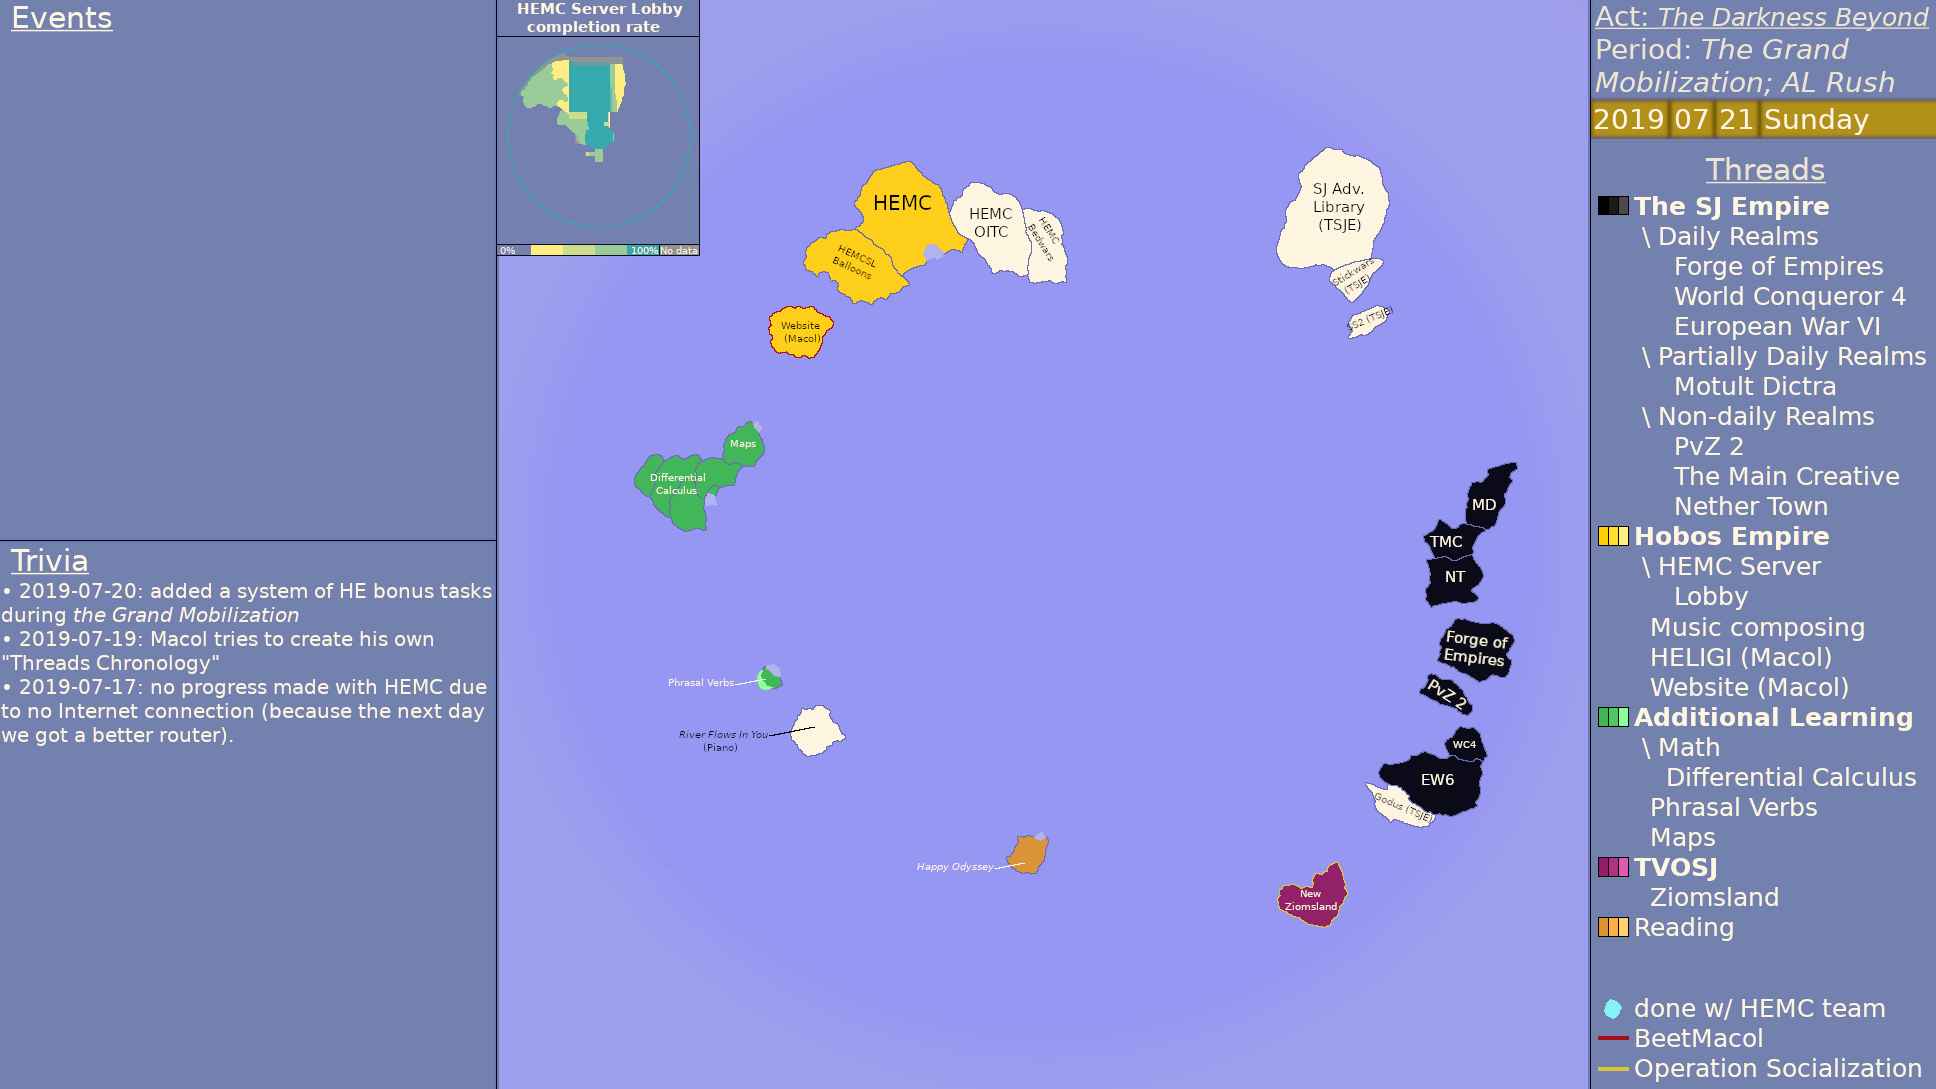 Events
Trivia
• 2019-07-20: added a system of HE bonus tasks
during the Grand Mobilization
• 2019-07-19: Macol tries to create his own
"Threads Chronology"
• 2019-07-17: no progress made with HEMC due
to no Internet connection (because the next day
we got a better router).
HEMC Server Lobby
completion rate
0%
100%
No data
HEMC
HEMC
OITC
HEMC
Bedwars
HEMCSL
Balloons
Website
(Macol)
SJ Adv.
Library
(TSJE)
Stickwars
(TSJE)
SS2 (TSJE)
Maps
Differential
Calculus
MD
TMC
NT
Forge of
Empires
PvZ 2
WC4
EW6
Godus (TSJE)
Phrasal Verbs
River Flows In You
(Piano)
Happy Odyssey
New
Ziomsland
Act: The Darkness Beyond
Period: The Grand
Mobilization; AL Rush
2019 07 21 Sunday
Threads
The SJ Empire
\ Daily Realms
Forge of Empires
World Conqueror 4
European War VI
\ Partially Daily Realms
Motult Dictra
\ Non-daily Realms
PvZ 2
The Main Creative
Nether Town
Hobos Empire
\ HEMC Server
Lobby
Music composing
HELIGI (Macol)
Website (Macol)
Additional Learning
\ Math
Differential Calculus
Phrasal Verbs
Maps
TVOSJ
Ziomsland
Reading
done w/ HEMC team
BeetMacol
Operation Socialization